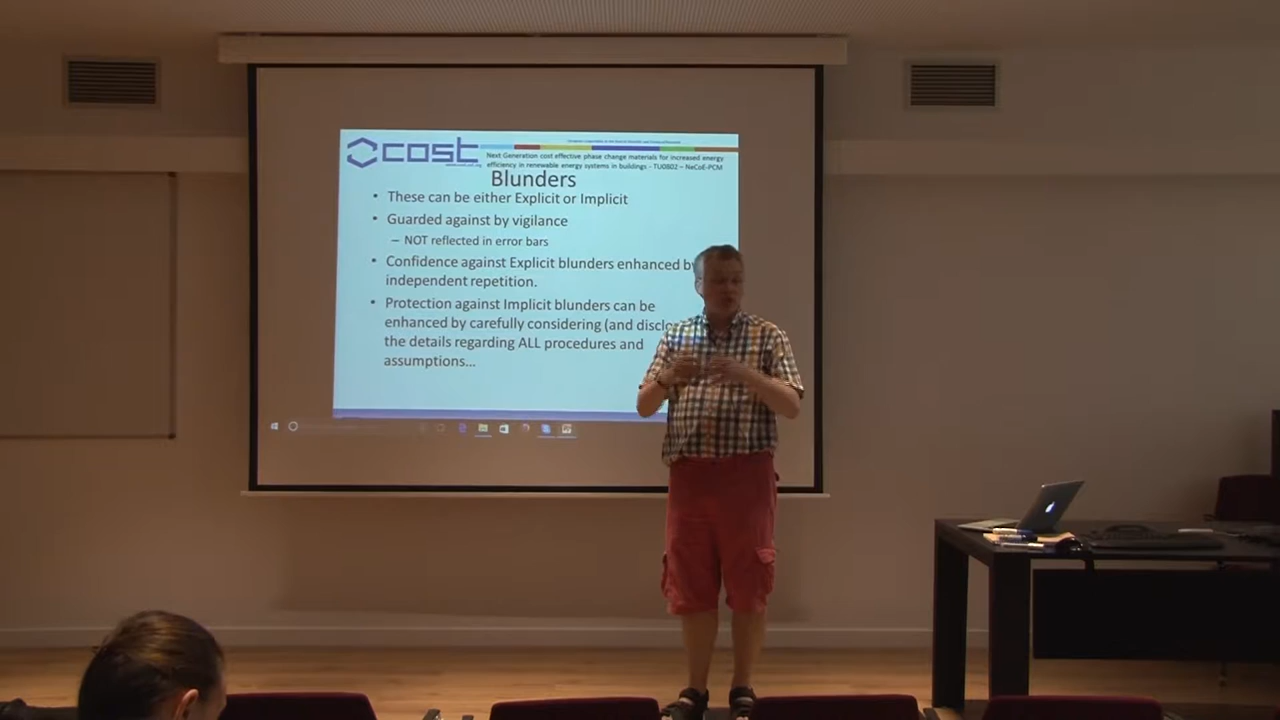 cost
Next Generation cost effective phase change materials for increased energy
efficiency in renewable energy systems in buildings - TU0802 – NeCoE-PCM
Blunders
• These can be either Explicit or Implicit
• Guarded against by vigilance
– NOT reflected in error bars
• Confidence against Explicit blunders enhanced by
independent repetition.
• Protection against Implicit blunders can be
enhanced by carefully considering (and disclo
the details regarding ALL procedures and
assumptions...